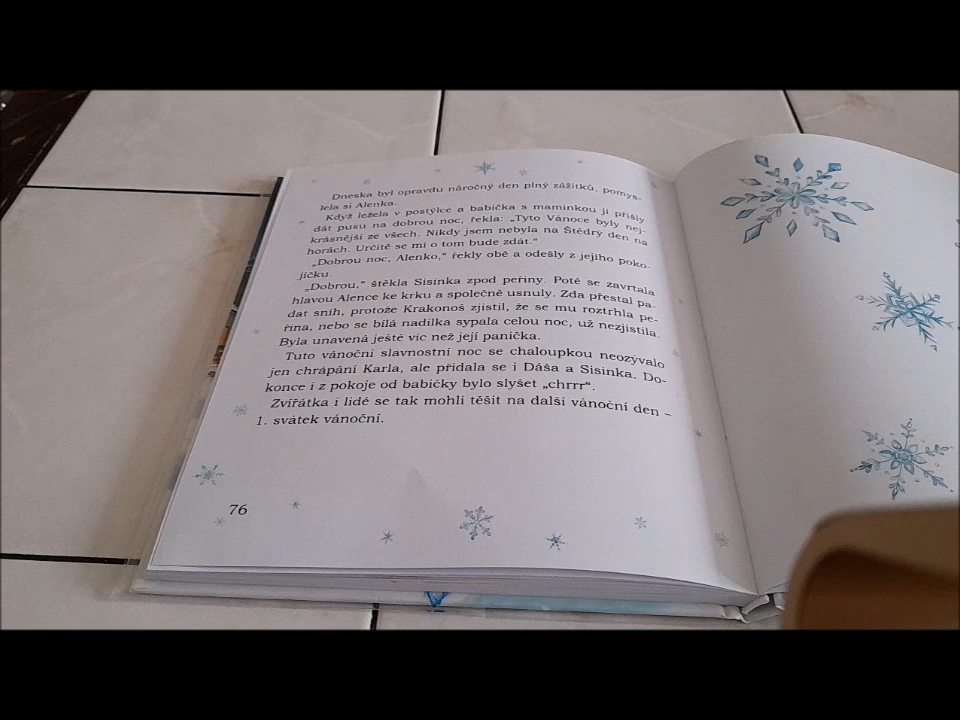 Dneska byl opravdu náročný den plný zážitků, pomys-
lela si Alenka.
Když ležela v postýlce a babička s maminkou jí přišly
dát pusu na dobrou noc, řekla: „Tyto Vánoce byly nej-
krásnější ze všech. Nikdy jsem nebyla na Štědrý den na
horách. Určitě se mi o tom bude zdát.“
„Dobrou noc, Alenko,“ řekly obě a odešly z jejího poko-
jíčku.
„Dobrou,“ štěkla Sisinka zpod peřiny. Poté se zavrtala
hlavou Alence ke krku a společně usnuly. Zda přestal pa-
dat sníh, protože Krakonoš zjistil, že se mu roztrhla pe-
řina, nebo se bílá nadílka sypala celou noc, už nezjistila.
Byla unavená ještě víc než její panička.
Tuto vánoční slavnostní noc se chaloupkou neozývalo
jen chrápání Karla, ale přidala se i Dáša a Sisinka. Do-
konce i z pokoje od babičky bylo slyšet „chrrr“.
Zvířátka i lidé se tak mohli těšit na další vánoční den –
1. svátek vánoční.
76